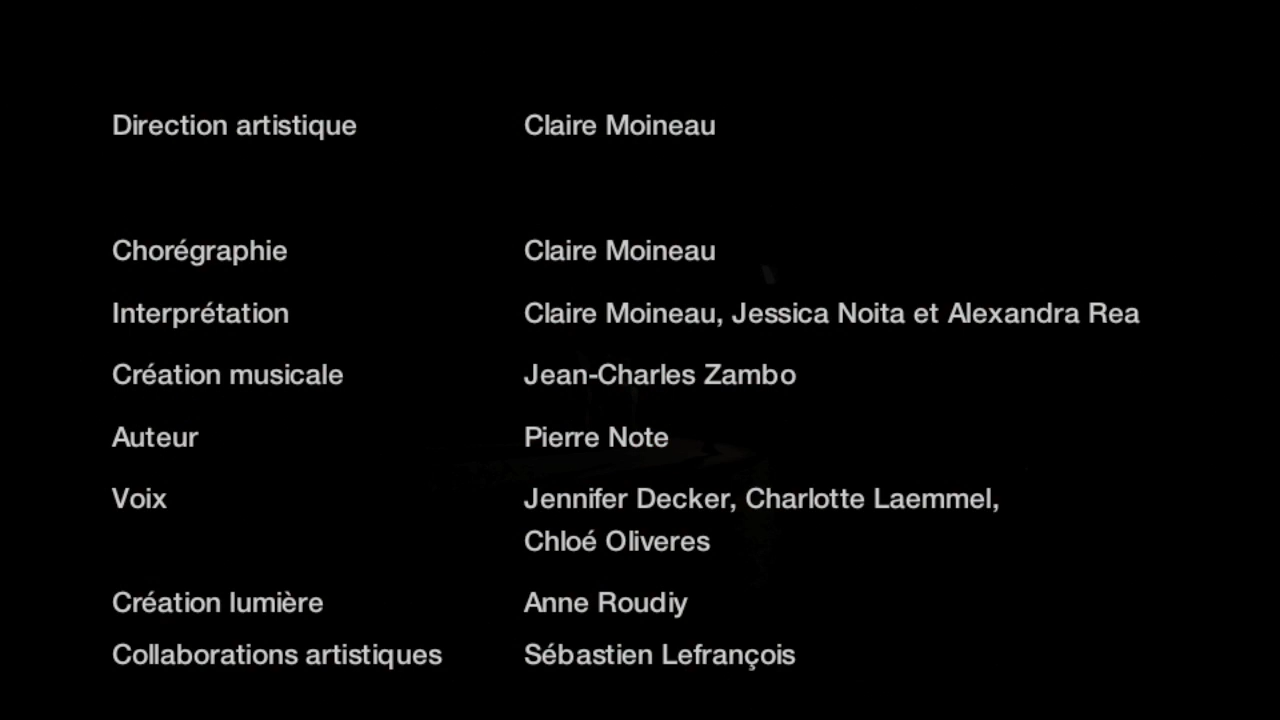 Direction artistique Claire Moineau
Chorégraphie Claire Moineau
Interprétation Claire Moineau, Jessica Noita et Alexandra Rea
Création musicale Jean-Charles Zambo
Auteur Pierre Note
Voix Jennifer Decker, Charlotte Laemmel,
Chloé Oliveres
Création lumière Anne Roudiy
Collaborations artistiques Sébastien Lefrançois